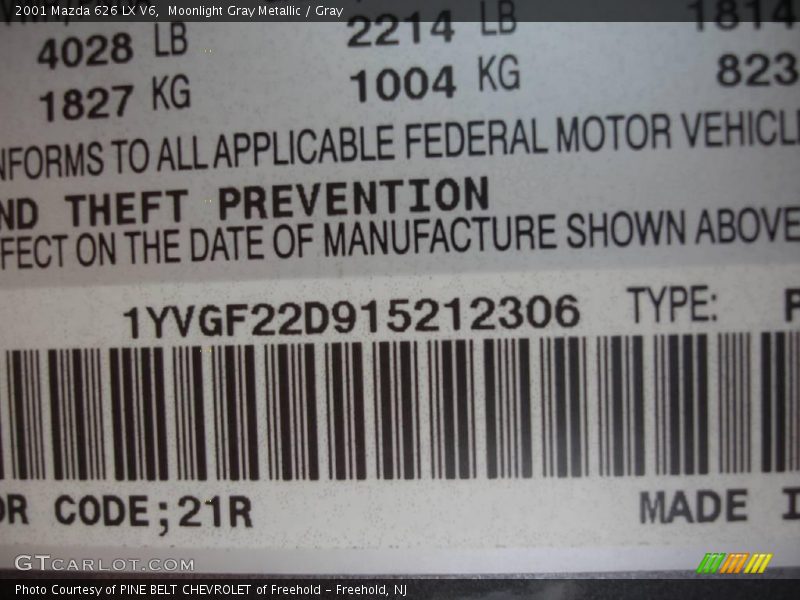 2001 Mazda 626 LX V6, Moonlight Gray Metallic / Gray
4028 LB 2214 LB 1814
1827 KG 1004 KG 823
NFORMS TO ALL APPLICABLE FEDERAL MOTOR VEHICL
ND THEFT PREVENTION
FFECT ON THE DATE OF MANUFACTURE SHOWN ABOVE
1YVGF22D915212306 TYPE: P
OR CODE;21R MADE I
GTCARLOT.COM
Photo Courtesy of PINE BELT CHEVROLET of Freehold - Freehold, NJ